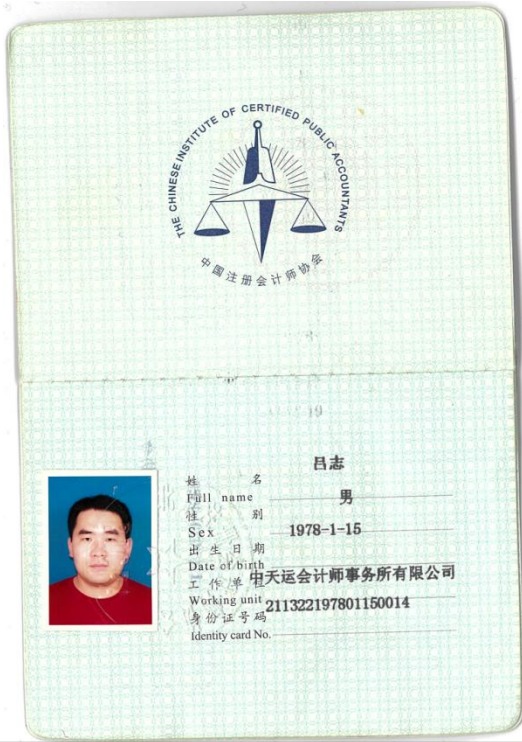 THE CHINESE INSTITUTE OF CERTIFIED PUBLIC ACCOUNTANTS
中国注册会计师协会
吕志
姓 名
Full name
男
性 别
Sex
1978-1-15
出生日期
Date of birth
中天运会计师事务所有限公司
工作单位
Working unit
211322197801150014
身份证号码
Identity card No.